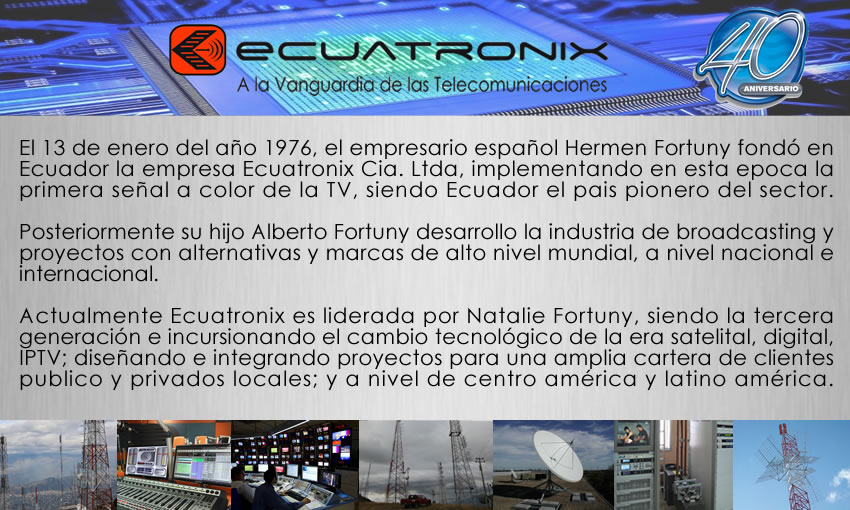 ecuatronix
A la Vanguardia de las Telecomunicaciones
40
ANIVERSARIO
El 13 de enero del año 1976, el empresario español Hermen Fortuny fondó en
Ecuador la empresa Ecuatronix Cia. Ltda, implementando en esta epoca la
primera señal a color de la TV, siendo Ecuador el pais pionero del sector.
Posteriormente su hijo Alberto Fortuny desarrollo la industria de broadcasting y
proyectos con alternativas y marcas de alto nivel mundial, a nivel nacional e
internacional.
Actualmente Ecuatronix es liderada por Natalie Fortuny, siendo la tercera
generación e incursionando el cambio tecnológico de la era satelital, digital,
IPTV; diseñando e integrando proyectos para una amplia cartera de clientes
publico y privados locales; y a nivel de centro américa y latino américa.